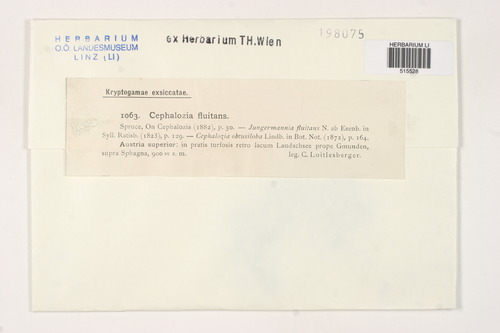 HERBARIUM
O.Ö. LANDESMUSEUM
LINZ (LI)
ex Herbarium TH.Wien
198075
HERBARIUM LI
515528
Kryptogamae exsiccatae.
1063. Cephalozia fluitans.
Spruce, On Cephalozia (1882), p. 50. — Jungermannia fluitans N. ab Esenb. in
Syll. Ratisb. (1823), p. 129. — Cephalozia obtusiloba Lindb. in Bot. Not. (1872), p. 164.
Austria superior: in pratis turfosis retro lacum Laudachsee prope Gmunden,
supra Sphagna, 900 m s. m. leg. C. Loitlesberger.